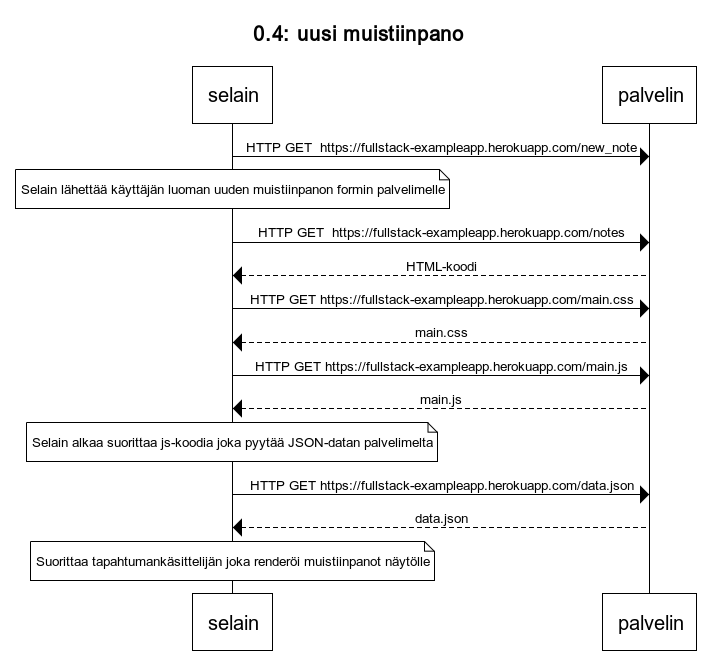 0.4: uusi muistiinpano
selain
palvelin
HTTP GET  https://fullstack-exampleapp.herokuapp.com/new_note
Selain lähettää käyttäjän luoman uuden muistiinpanon formin palvelimelle
HTTP GET  https://fullstack-exampleapp.herokuapp.com/notes
HTML-koodi
HTTP GET https://fullstack-exampleapp.herokuapp.com/main.css
main.css
HTTP GET https://fullstack-exampleapp.herokuapp.com/main.js
main.js
Selain alkaa suorittaa js-koodia joka pyytää JSON-datan palvelimelta
HTTP GET https://fullstack-exampleapp.herokuapp.com/data.json
data.json
Suorittaa tapahtumankäsittelijän joka renderöi muistiinpanot näytölle
selain
palvelin